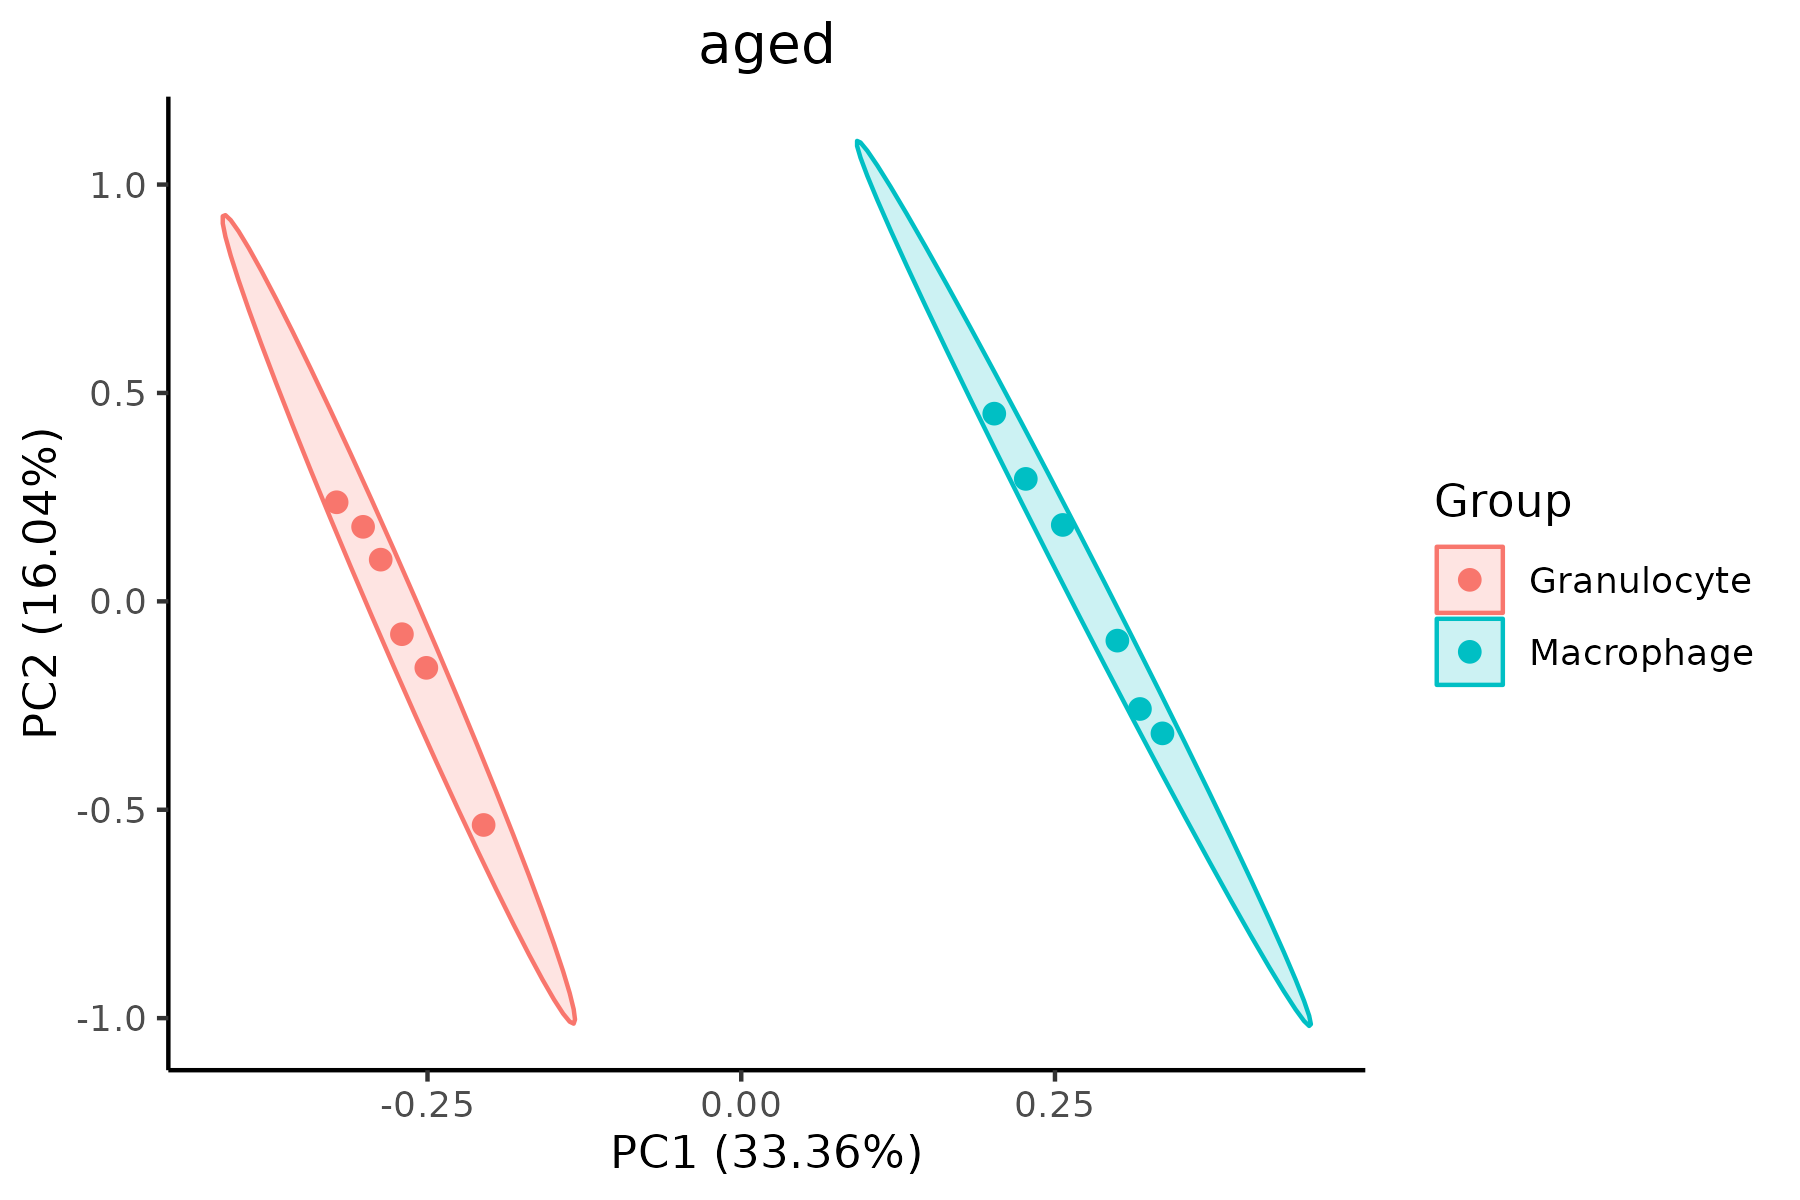 aged
1.0
0.5
0.0
-0.5
-1.0
PC2 (16.04%)
-0.25
0.00
0.25
PC1 (33.36%)
Group
Granulocyte
Macrophage